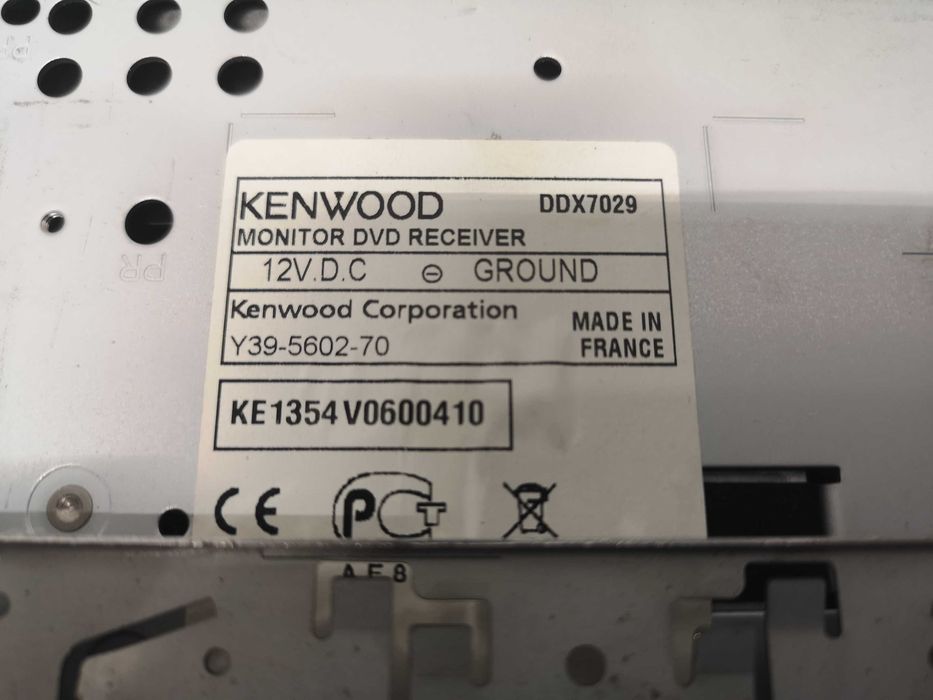 KENWOOD DDX7029
MONITOR DVD RECEIVER
12V.D.C ⊖ GROUND
Kenwood Corporation
Y39-5602-70
MADE IN
FRANCE
KE1354V0600410
CE PCT
AE8
PR